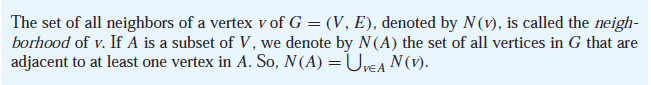 The set of all neighbors of a vertex v of G = (V, E), denoted by N(v), is called the neigh-
borhood of v. If A is a subset of V, we denote by N(A) the set of all vertices in G that are
adjacent to at least one vertex in A. So, N(A) = ⋃v∈A N(v).